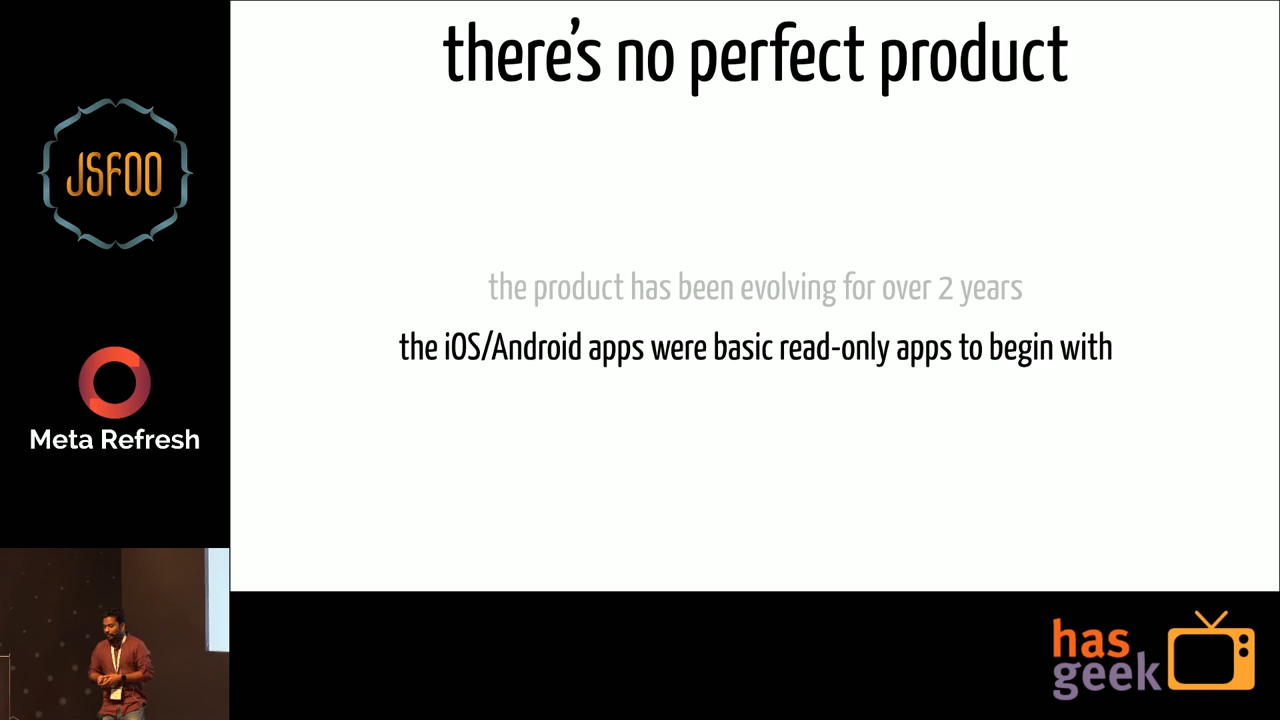 there's no perfect product
JSFOO
the product has been evolving for over 2 years
the iOS/Android apps were basic read-only apps to begin with
Meta Refresh
has
geek